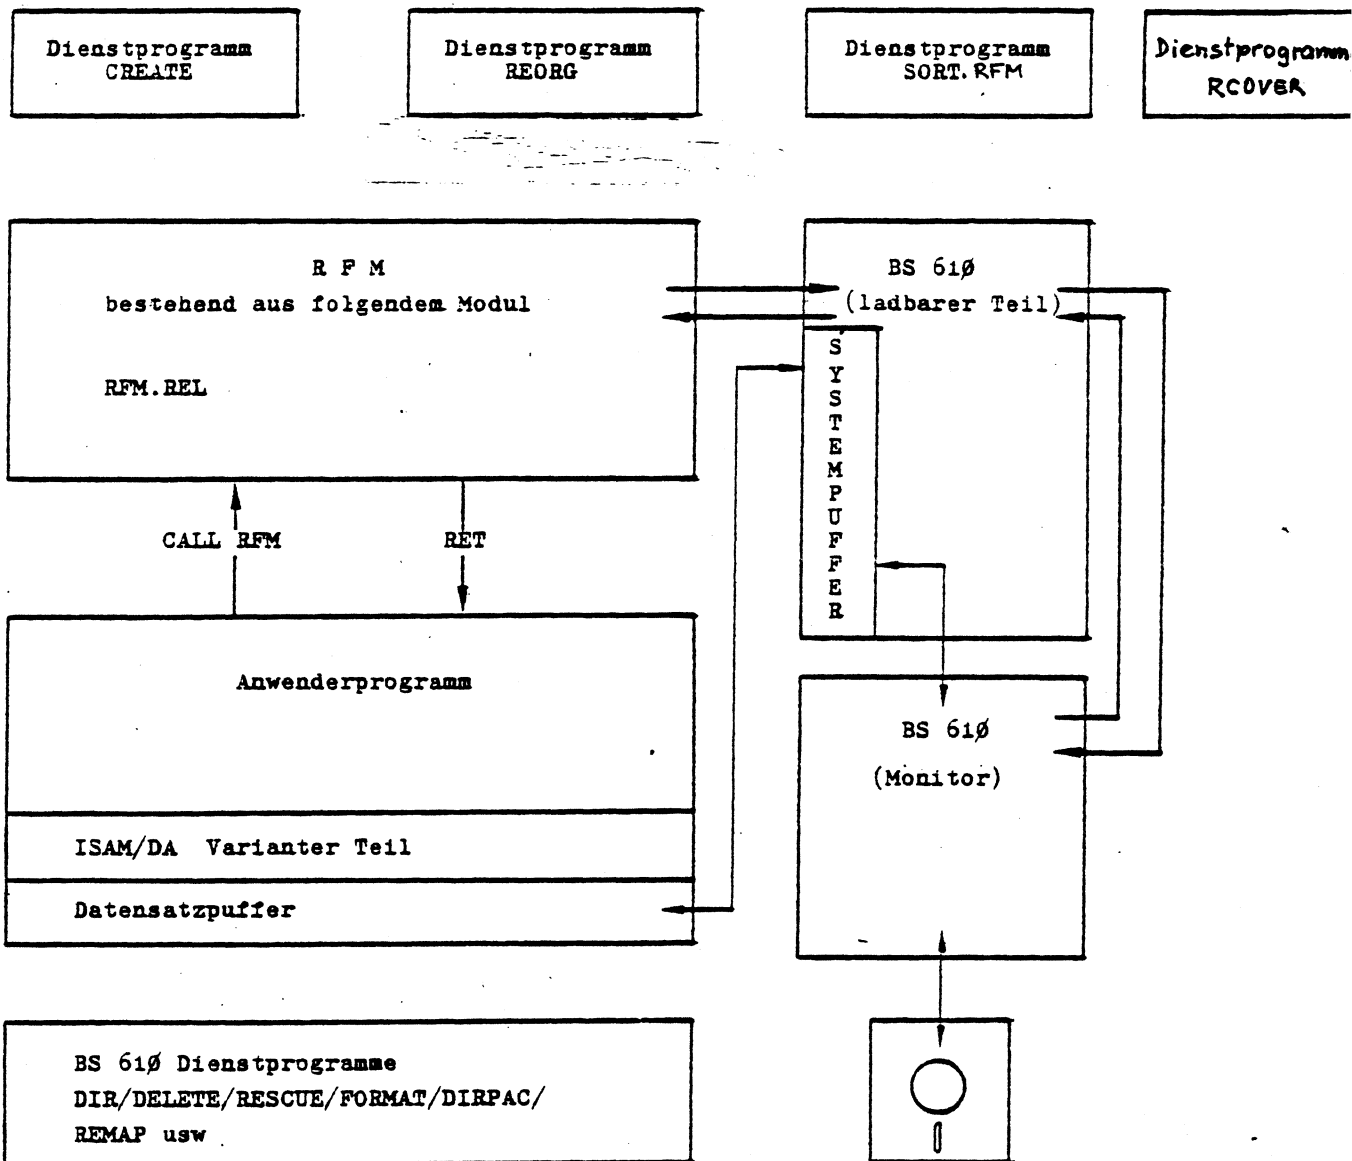 Dienstprogramm
CREATE
Dienstprogramm
REORG
Dienstprogramm
SORT.RFM
Dienstprogramm
RCOVER
R F M
bestehend aus folgendem Modul
RFM.REL
BS 61Ø
(ladbarer Teil)
SYSTEMPUFFER
CALL RFM
RET
Anwenderprogramm
BS 61Ø
(Monitor)
ISAM/DA Varianter Teil
Datensatzpuffer
BS 61Ø Dienstprogramme
DIR/DELETE/RESCUE/FORMAT/DIRPAC/
REMAP usw